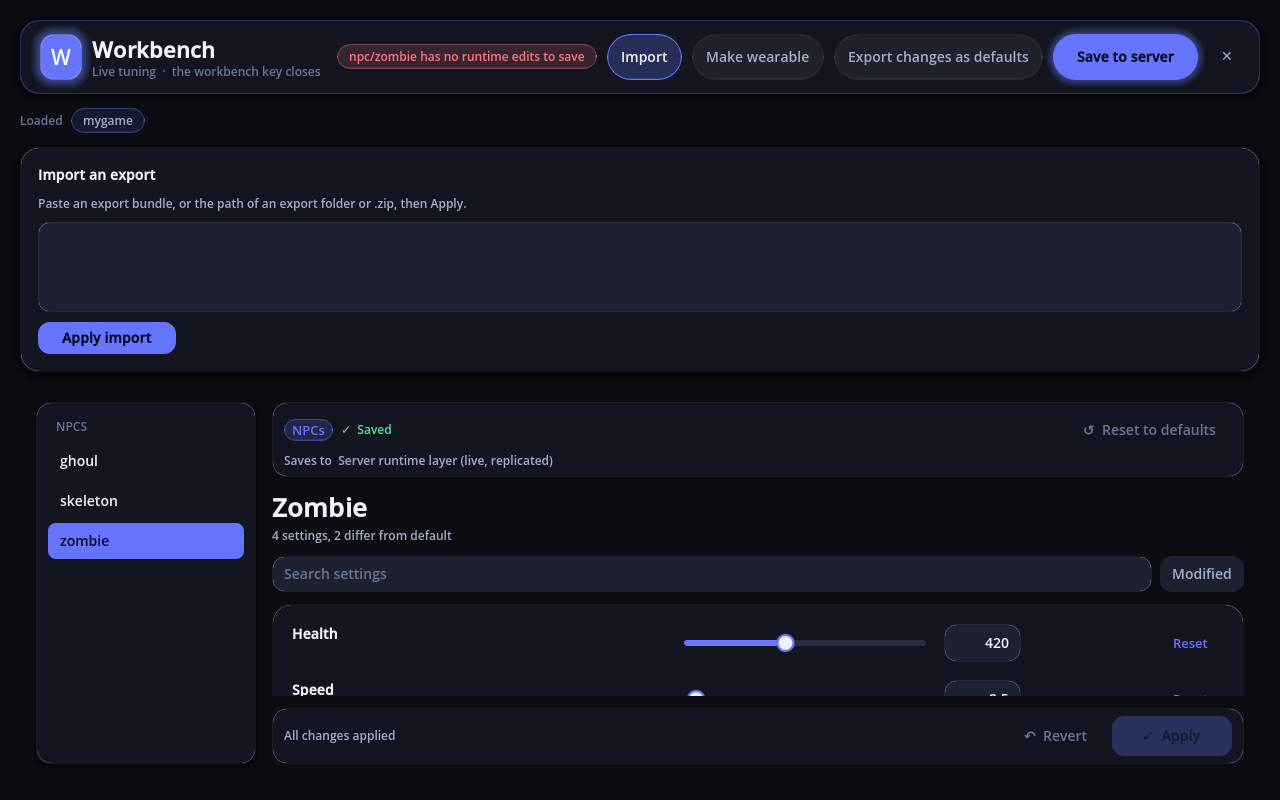 W
Workbench
Live tuning · the workbench key closes
npc/zombie has no runtime edits to save
Import
Make wearable
Export changes as defaults
Save to server
×
Loaded
mygame
Import an export
Paste an export bundle, or the path of an export folder or .zip, then Apply.
Apply import
NPCS
ghoul
skeleton
zombie
NPCs
✓ Saved
↺ Reset to defaults
Saves to Server runtime layer (live, replicated)
Zombie
4 settings, 2 differ from default
Search settings
Modified
Health
420
Reset
Speed
All changes applied
↶ Revert
✓ Apply